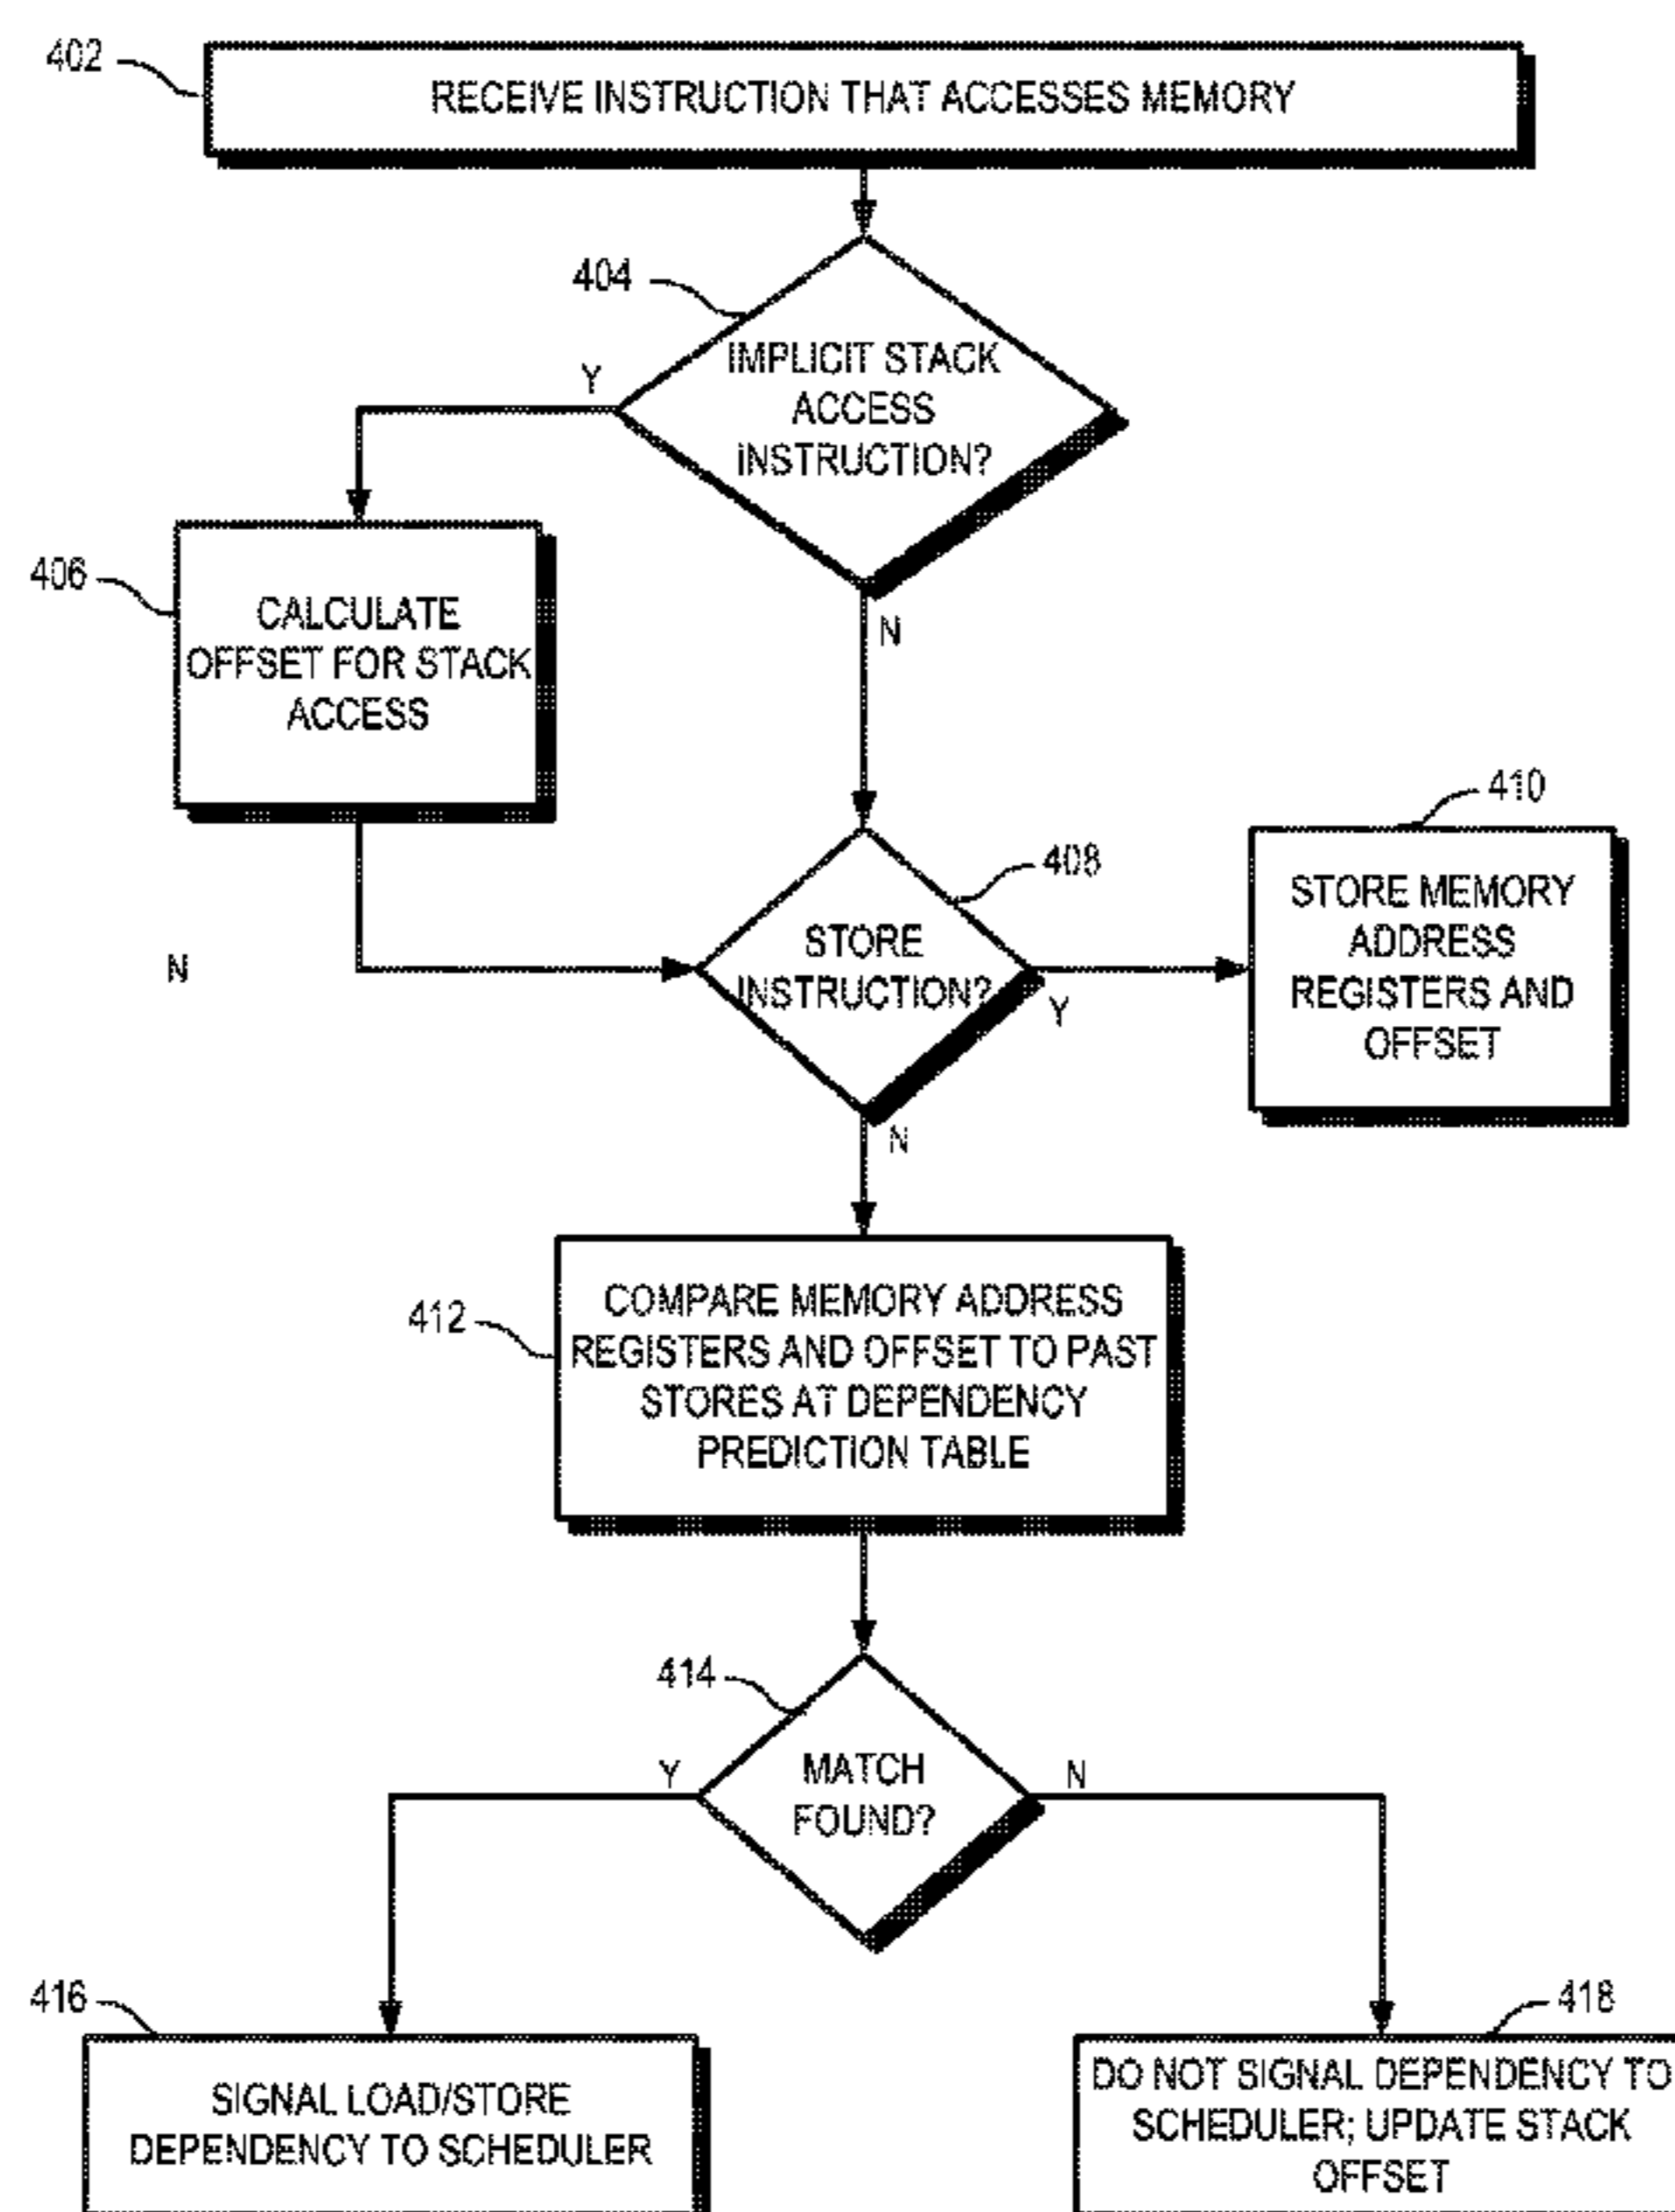 402
RECEIVE INSTRUCTION THAT ACCESSES MEMORY
404
IMPLICIT STACK
ACCESS
INSTRUCTION?
Y
N
406
CALCULATE
OFFSET FOR STACK
ACCESS
408
STORE
INSTRUCTION?
Y
N
N
410
STORE MEMORY
ADDRESS
REGISTERS AND
OFFSET
412
COMPARE MEMORY ADDRESS
REGISTERS AND OFFSET TO PAST
STORES AT DEPENDENCY
PREDICTION TABLE
414
MATCH
FOUND?
Y
N
416
SIGNAL LOAD/STORE
DEPENDENCY TO SCHEDULER
418
DO NOT SIGNAL DEPENDENCY TO
SCHEDULER; UPDATE STACK
OFFSET